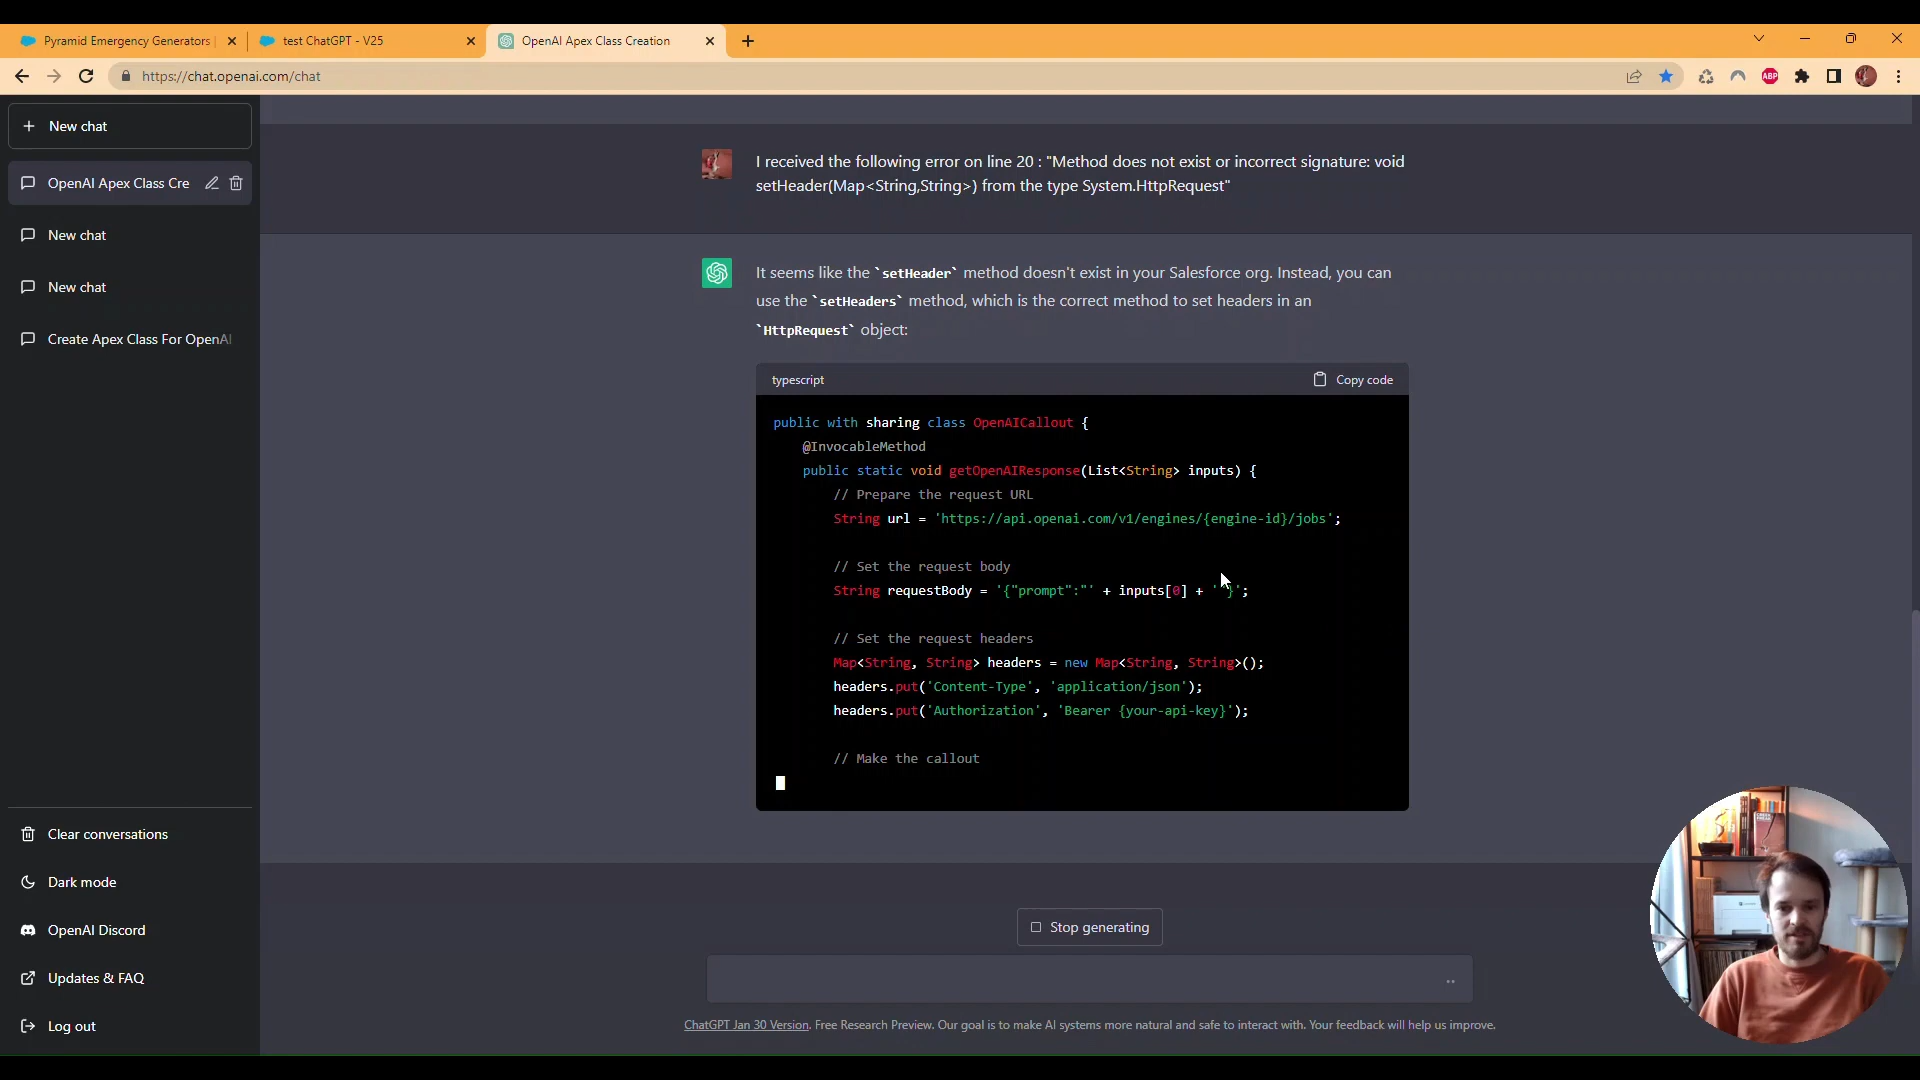 Pyramid Emergency Generators |
test ChatGPT - V25
OpenAI Apex Class Creation
https://chat.openai.com/chat
ABP
New chat
OpenAI Apex Class Cre
New chat
New chat
Create Apex Class For OpenAI
I received the following error on line 20 : "Method does not exist or incorrect signature: void
setHeader(Map<String,String>) from the type System.HttpRequest"
It seems like the `setHeader` method doesn't exist in your Salesforce org. Instead, you can
use the `setHeaders` method, which is the correct method to set headers in an
`HttpRequest` object:
typescript
Copy code
public with sharing class OpenAICallout {
@InvocableMethod
public static void getOpenAIResponse(List<String> inputs) {
// Prepare the request URL
String url = 'https://api.openai.com/v1/engines/{engine-id}/jobs';
// Set the request body
String requestBody = '{"prompt":"' + inputs[0] + '"}';
// Set the request headers
Map<String, String> headers = new Map<String, String>();
headers.put('Content-Type', 'application/json');
headers.put('Authorization', 'Bearer {your-api-key}');
// Make the callout
Stop generating
Clear conversations
Dark mode
OpenAI Discord
Updates & FAQ
Log out
ChatGPT Jan 30 Version. Free Research Preview. Our goal is to make AI systems more natural and safe to interact with. Your feedback will help us improve.